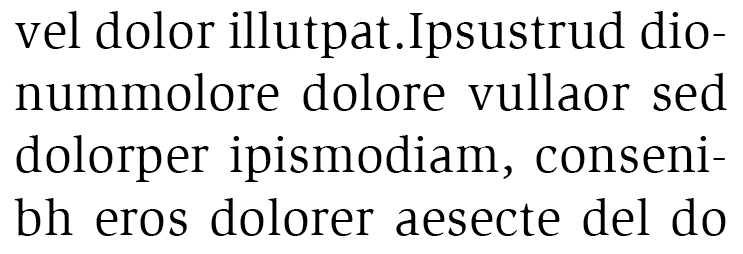 vel dolor illutpat.Ipsustrud dio-
nummolore dolore vullaor sed
dolorper ipismodiam, conseni-
bh eros dolorer aesecte del do